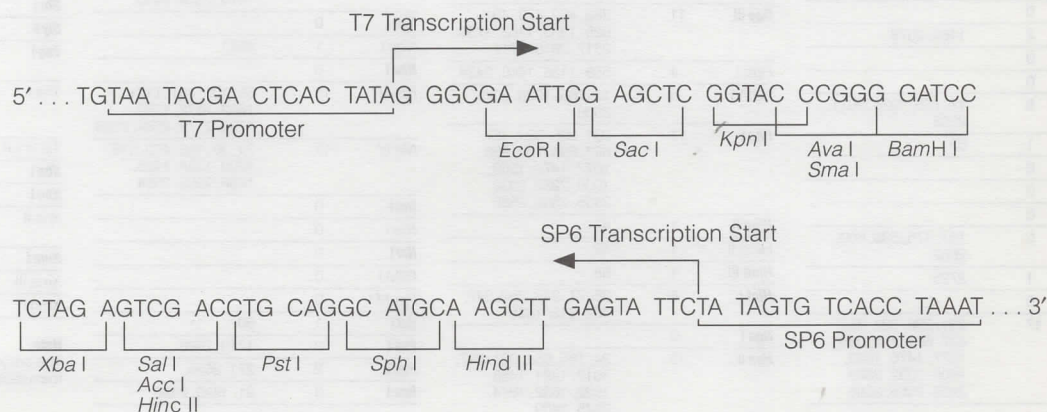 T7 Transcription Start
5′ . . . TGTAA TACGA CTCAC TATAG GGCGA ATTCG AGCTC GGTAC CCGGG GATCC
T7 Promoter
EcoR I Sac I Kpn I Ava I BamH I
Sma I
SP6 Transcription Start
TCTAGA AGTCG ACCTG CAGGC ATGCA AGCTT GAGTA TTCTA TAGTG TCACC TAAAT . . . 3′
Xba I Sal I Pst I Sph I Hind III SP6 Promoter
Acc I
Hinc II